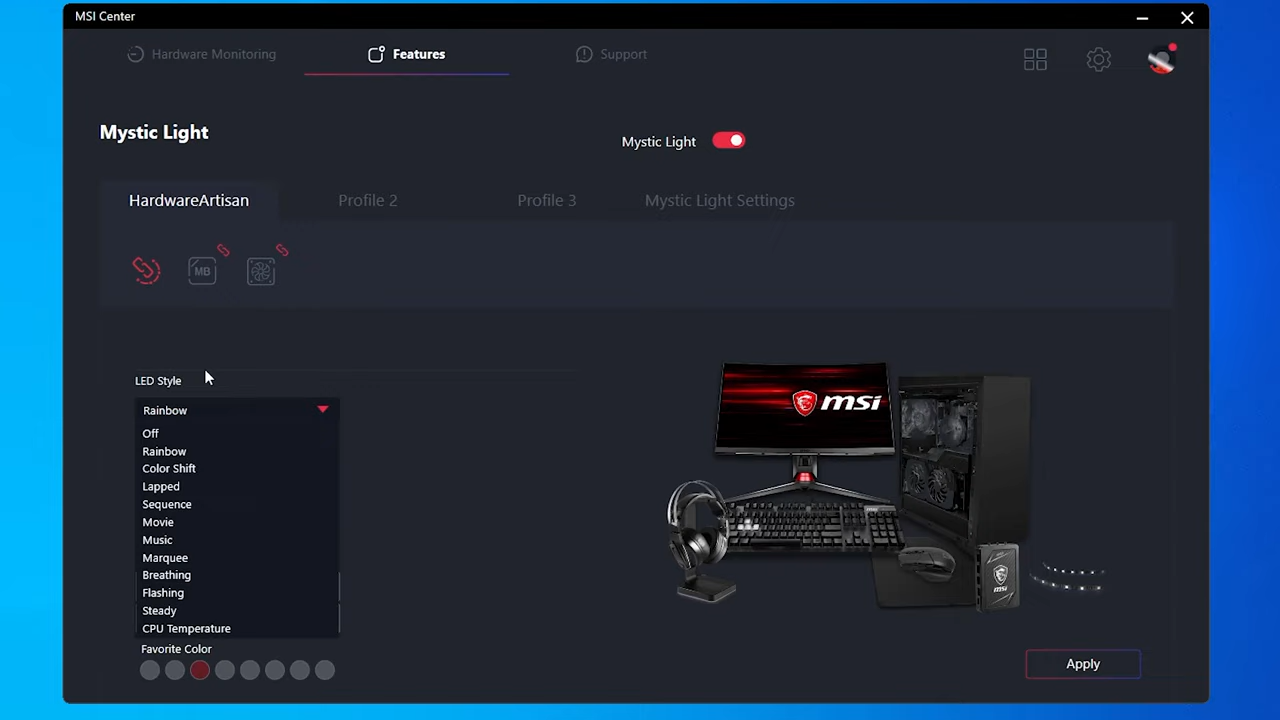 MSI Center
Hardware Monitoring
Features
Support
Mystic Light
Mystic Light
HardwareArtisan
Profile 2
Profile 3
Mystic Light Settings
MB
LED Style
Rainbow
Off
Rainbow
Color Shift
Lapped
Sequence
Movie
Music
Marquee
Breathing
Flashing
Steady
CPU Temperature
Favorite Color
msi
msi
Apply